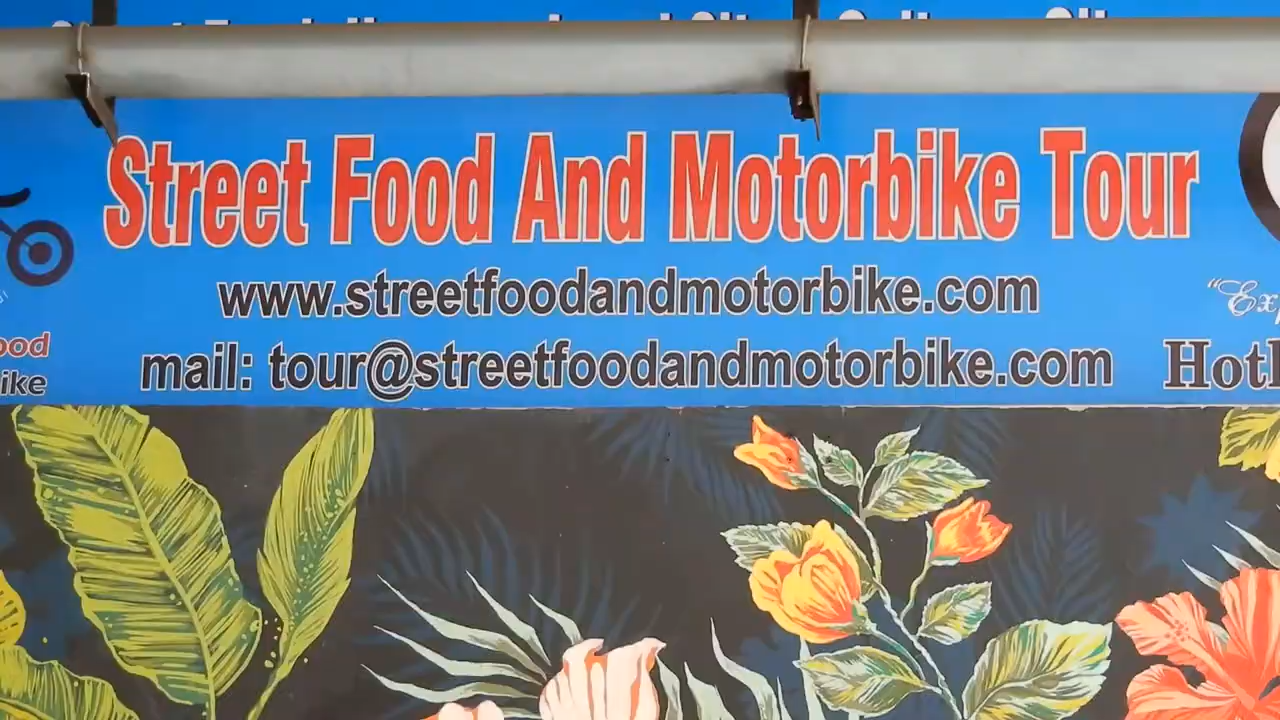 Street Food And Motorbike Tour
www.streetfoodandmotorbike.com
mail: tour@streetfoodandmotorbike.com